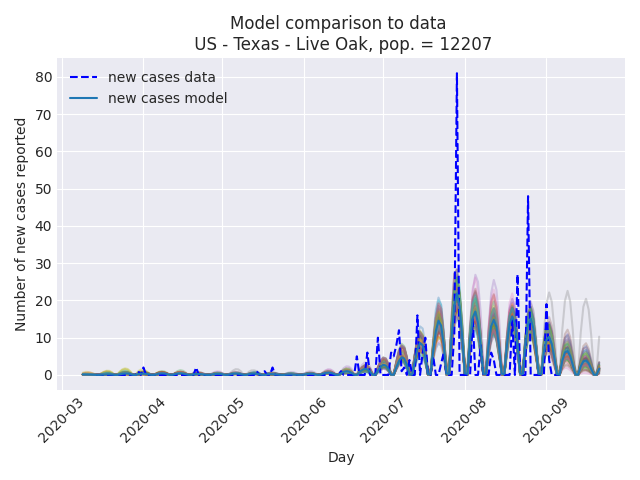 Model comparison to data
US - Texas - Live Oak, pop. = 12207
new cases data
new cases model
Number of new cases reported
80
70
60
50
40
30
20
10
0
2020-03
2020-04
2020-05
2020-06
2020-07
2020-08
2020-09
Day